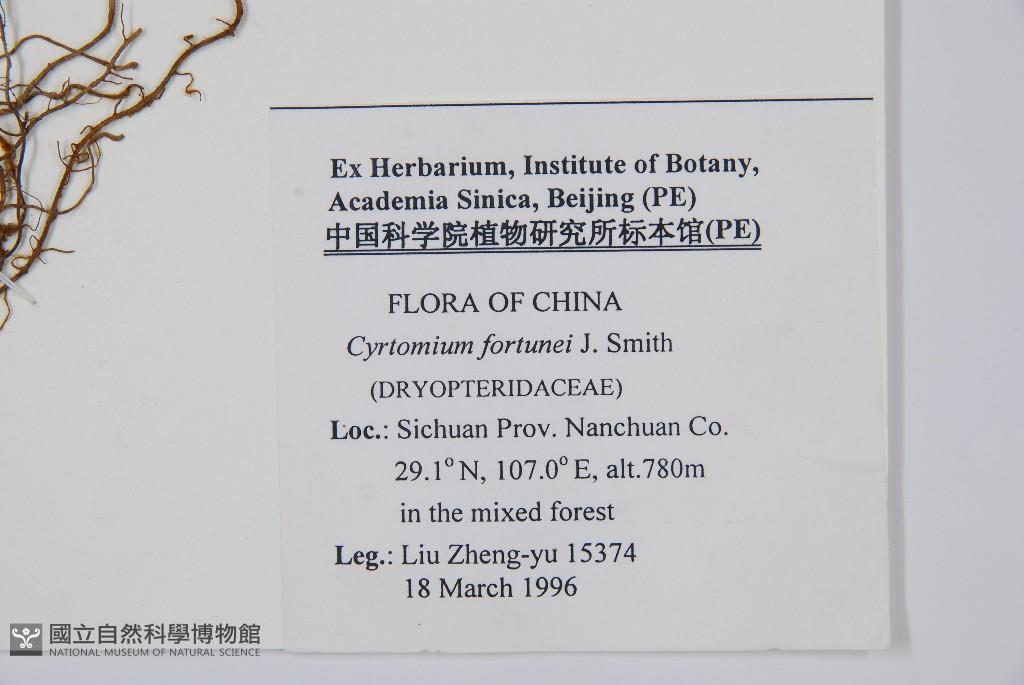 Ex Herbarium, Institute of Botany,
Academia Sinica, Beijing (PE)
中国科学院植物研究所标本馆(PE)
FLORA OF CHINA
Cyrtomium fortunei J. Smith
(DRYOPTERIDACEAE)
Loc.: Sichuan Prov. Nanchuan Co.
29.1° N, 107.0° E, alt.780m
in the mixed forest
Leg.: Liu Zheng-yu 15374
18 March 1996
國立自然科學博物館
NATIONAL MUSEUM OF NATURAL SCIENCE